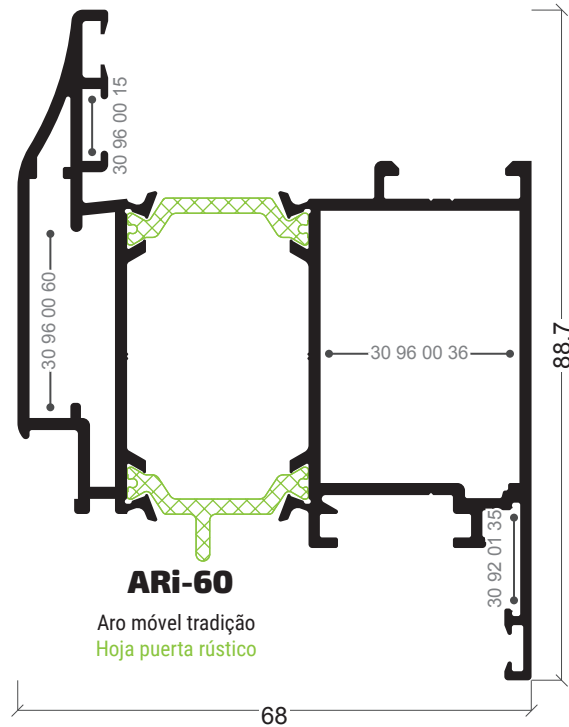 30 96 00 15
30 96 00 60
30 96 00 36
88.7
30 92 01 35
ARi-60
Aro móvel tradição
Hoja puerta rústico
68